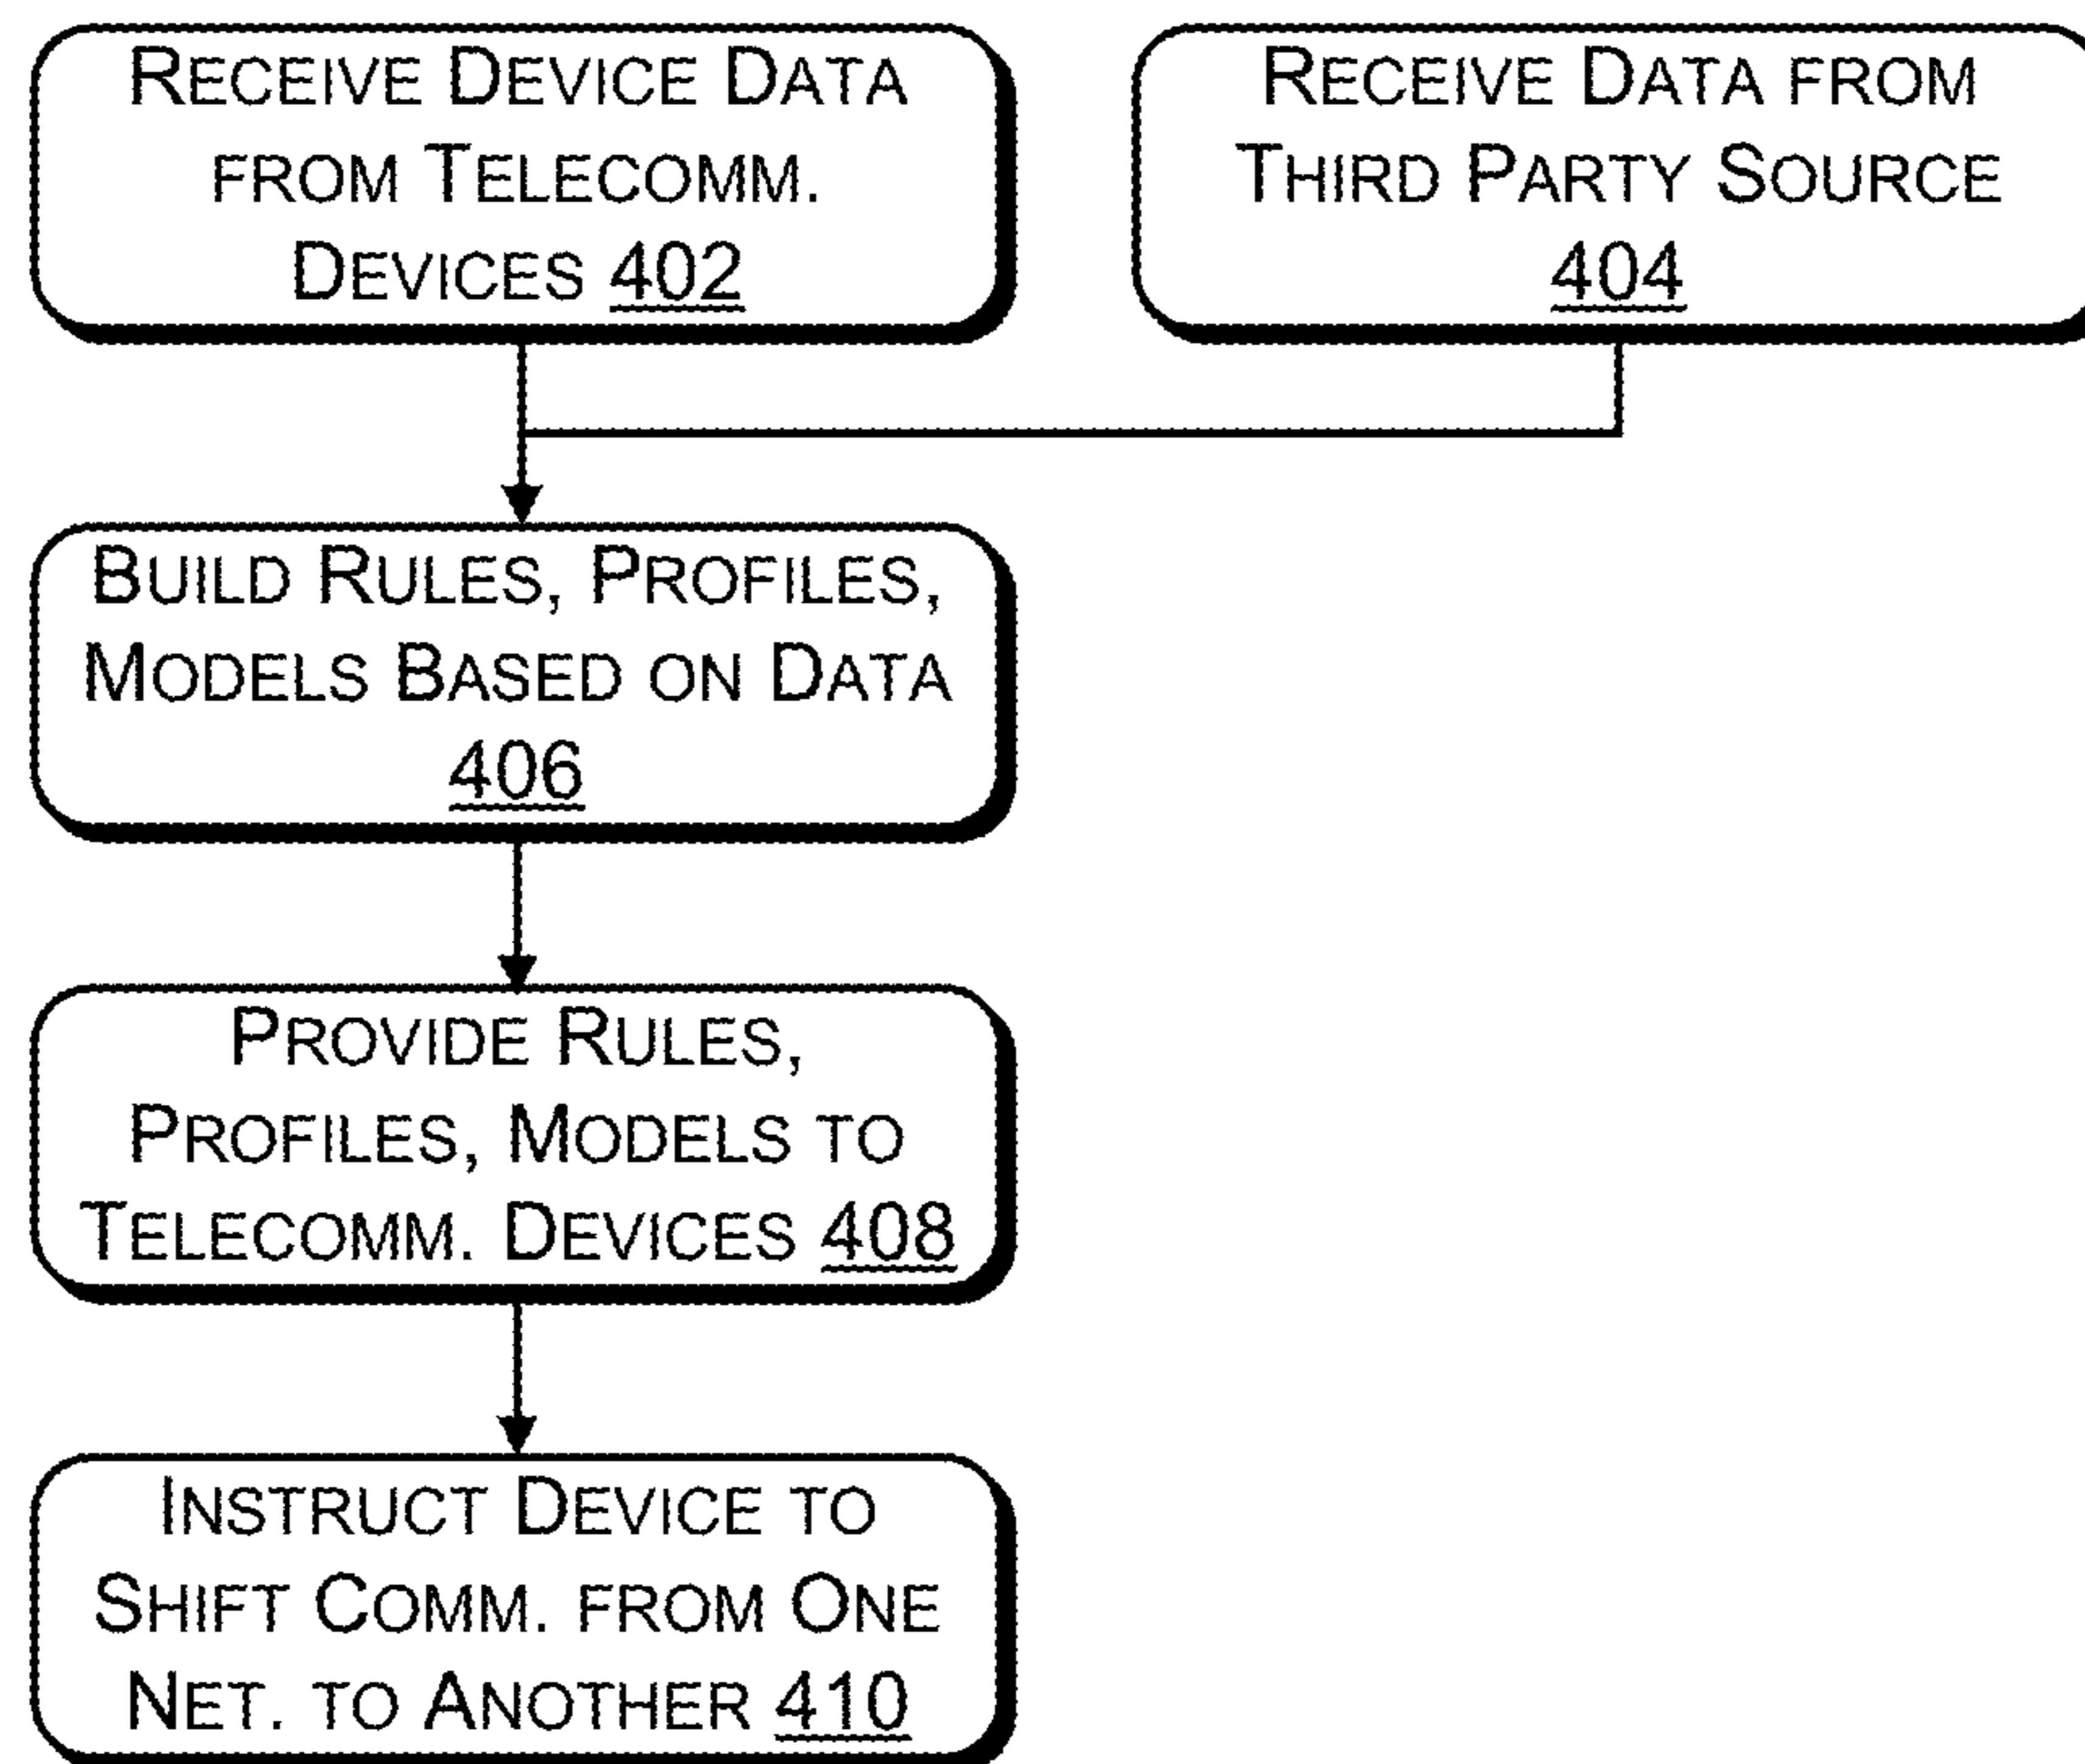 RECEIVE DEVICE DATA
FROM TELECOMM.
DEVICES 402
RECEIVE DATA FROM
THIRD PARTY SOURCE
404
BUILD RULES, PROFILES,
MODELS BASED ON DATA
406
PROVIDE RULES,
PROFILES, MODELS TO
TELECOMM. DEVICES 408
INSTRUCT DEVICE TO
SHIFT COMM. FROM ONE
NET. TO ANOTHER 410